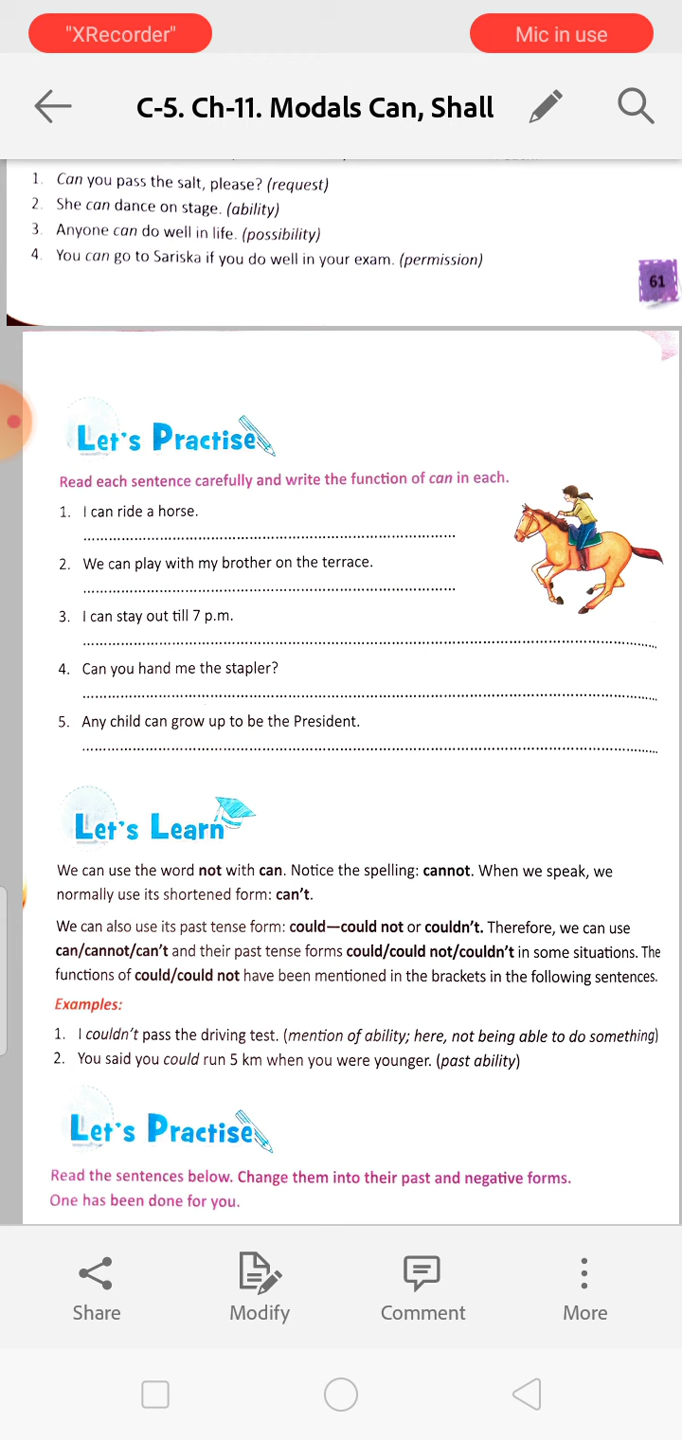 "XRecorder"
Mic in use
C-5. Ch-11. Modals Can, Shall
1. Can you pass the salt, please? (request)
2. She can dance on stage. (ability)
3. Anyone can do well in life. (possibility)
4. You can go to Sariska if you do well in your exam. (permission)
61
Let's Practise
Read each sentence carefully and write the function of can in each.
1. I can ride a horse.
2. We can play with my brother on the terrace.
3. I can stay out till 7 p.m.
4. Can you hand me the stapler?
5. Any child can grow up to be the President.
Let's Learn
We can use the word not with can. Notice the spelling: cannot. When we speak, we
normally use its shortened form: can't.
We can also use its past tense form: could—could not or couldn't. Therefore, we can use
can/cannot/can't and their past tense forms could/could not/couldn't in some situations. The
functions of could/could not have been mentioned in the brackets in the following sentences.
Examples:
1. I couldn't pass the driving test. (mention of ability; here, not being able to do something)
2. You said you could run 5 km when you were younger. (past ability)
Let's Practise
Read the sentences below. Change them into their past and negative forms.
One has been done for you.
Share
Modify
Comment
More